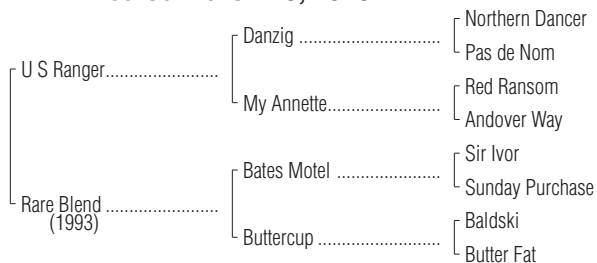 Northern Dancer
Danzig ................................
Pas de Nom
U S Ranger.........................
Red Ransom
My Annette.........................
Andover Way
Sir Ivor
Bates Motel .......................
Sunday Purchase
Rare Blend .........................
(1993)
Baldski
Buttercup ...........................
Butter Fat